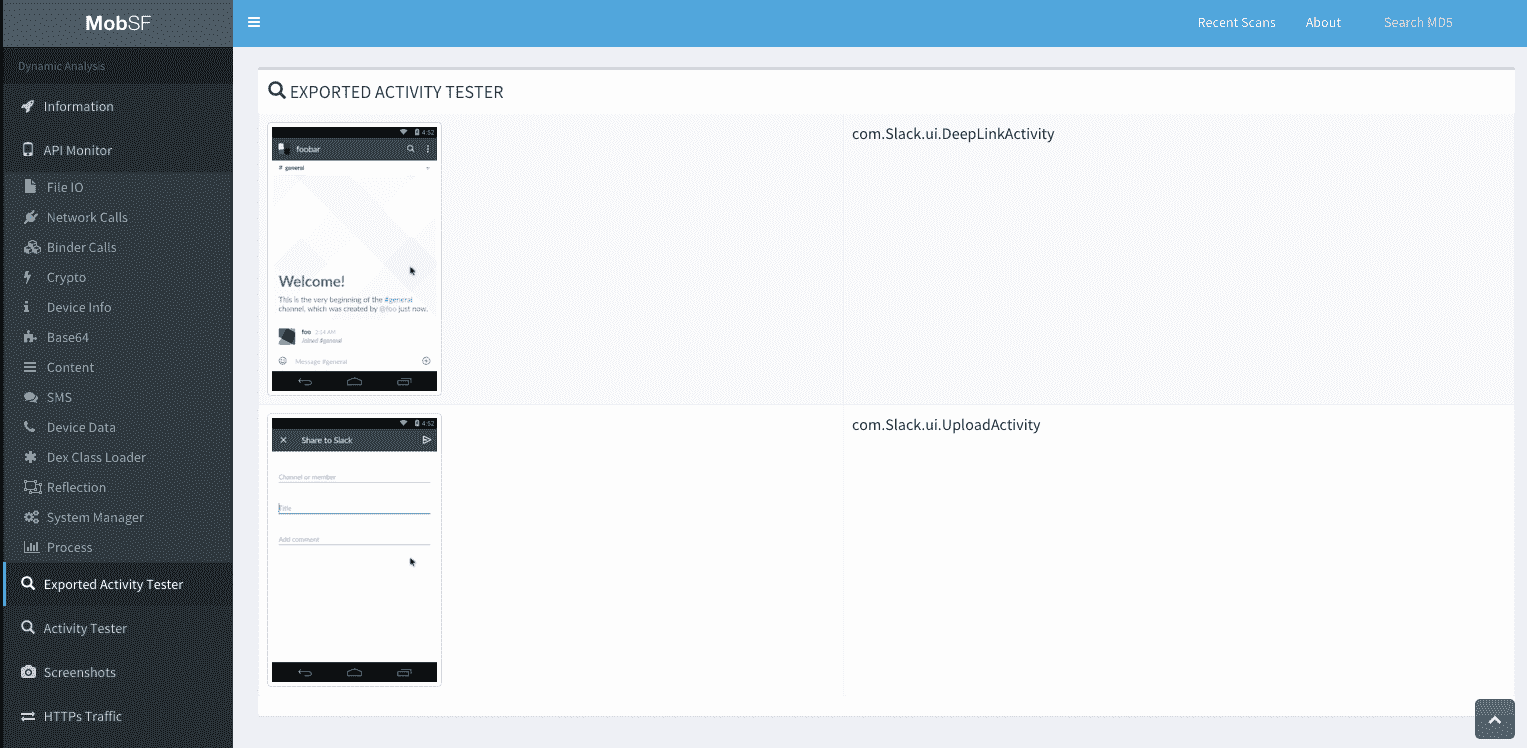 MobSF
Recent Scans About Search MD5
Dynamic Analysis
Information
API Monitor
File IO
Network Calls
Binder Calls
Crypto
Device Info
Base64
Content
SMS
Device Data
Dex Class Loader
Reflection
System Manager
Process
Exported Activity Tester
Activity Tester
Screenshots
HTTPs Traffic
EXPORTED ACTIVITY TESTER
4:52
foobar
# general
Welcome!
This is the very beginning of the #general
channel, which was created by @foo just now.
foo 2:14 AM
Joined #general
Message #general
com.Slack.ui.DeepLinkActivity
4:52
Share to Slack
Channel or member
Title
Add comment
com.Slack.ui.UploadActivity